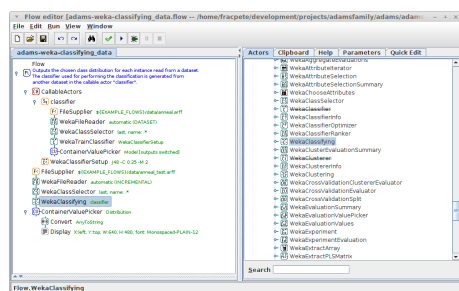 Flow editor [adams-weka-classifying_data.flow -- /home/fracpete/development/projects/adamsfamily/adams/adams-
File Edit Run View Window
adams-weka-classifying_data
Flow
Outputs the chosen class distribution for each instance read from a dataset.
The classifier used for performing the classification is generated from
another dataset in the callable actor "classifier".
CallableActors
classifier
FileSupplier ${EXAMPLE_FLOWS}/data/anneal.arff
WekaFileReader automatic (DATASET)
WekaClassSelector last, name: .*
WekaTrainClassifier WekaClassifierSetup
ContainerValuePicker Model [outputs switched]
WekaClassifierSetup J48 -C 0.25 -M 2
FileSupplier ${EXAMPLE_FLOWS}/data/anneal_test.arff
WekaFileReader automatic (INCREMENTAL)
WekaClassSelector last, name: .*
WekaClassifying classifier
ContainerValuePicker Distribution
Convert AnyToString
Display X:left, Y:top, W:640, H:480, font: Monospaced-PLAIN-12
Actors Clipboard Help Parameters Quick Edit
WekaAggregateEvaluations
WekaAttributeIterator
WekaAttributeSelection
WekaAttributeSelectionSummary
WekaChooseAttributes
WekaClassSelector
WekaClassifier
WekaClassifierInfo
WekaClassifierOptimizer
WekaClassifierRanker
WekaClassifying
WekaClusterEvaluationSummary
WekaClusterer
WekaClustererInfo
WekaClustering
WekaCrossValidationClustererEvaluator
WekaCrossValidationEvaluator
WekaCrossValidationSplit
WekaEvaluationSummary
WekaEvaluationValuePicker
WekaEvaluationValues
WekaExperiment
WekaExperimentEvaluation
WekaExtractArray
WekaExtractPLSMatrix
Search
Flow.WekaClassifying